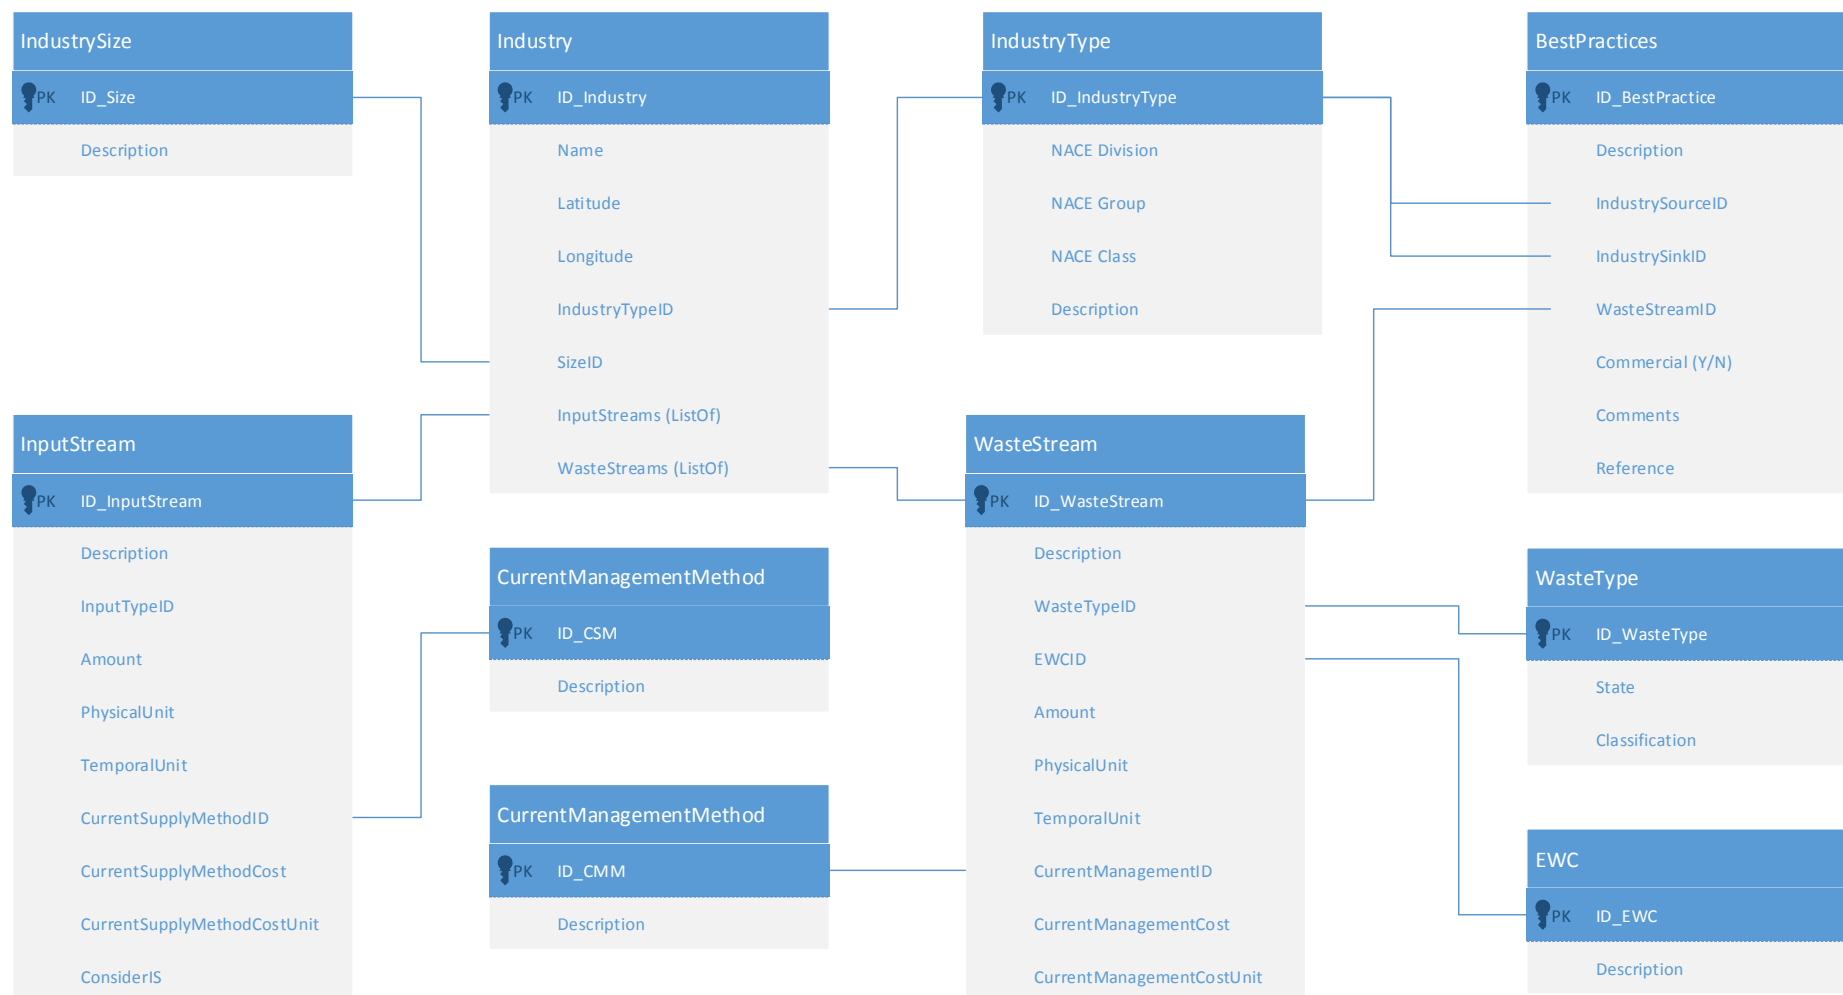 IndustrySize
PK ID_Size
Description
Industry
PK ID_Industry
Name
Latitude
Longitude
IndustryTypeID
SizeID
InputStreams (ListOf)
WasteStreams (ListOf)
IndustryType
PK ID_IndustryType
NACE Division
NACE Group
NACE Class
Description
BestPractices
PK ID_BestPractice
Description
IndustrySourceID
IndustrySinkID
WasteStreamID
Commercial (Y/N)
Comments
Reference
InputStream
PK ID_InputStream
Description
InputTypeID
Amount
PhysicalUnit
TemporalUnit
CurrentSupplyMethodID
CurrentSupplyMethodCost
CurrentSupplyMethodCostUnit
ConsiderIS
CurrentManagementMethod
PK ID_CSM
Description
CurrentManagementMethod
PK ID_CMM
Description
WasteStream
PK ID_WasteStream
Description
WasteTypeID
EWCID
Amount
PhysicalUnit
TemporalUnit
CurrentManagementID
CurrentManagementCost
CurrentManagementCostUnit
WasteType
PK ID_WasteType
State
Classification
EWC
PK ID_EWC
Description